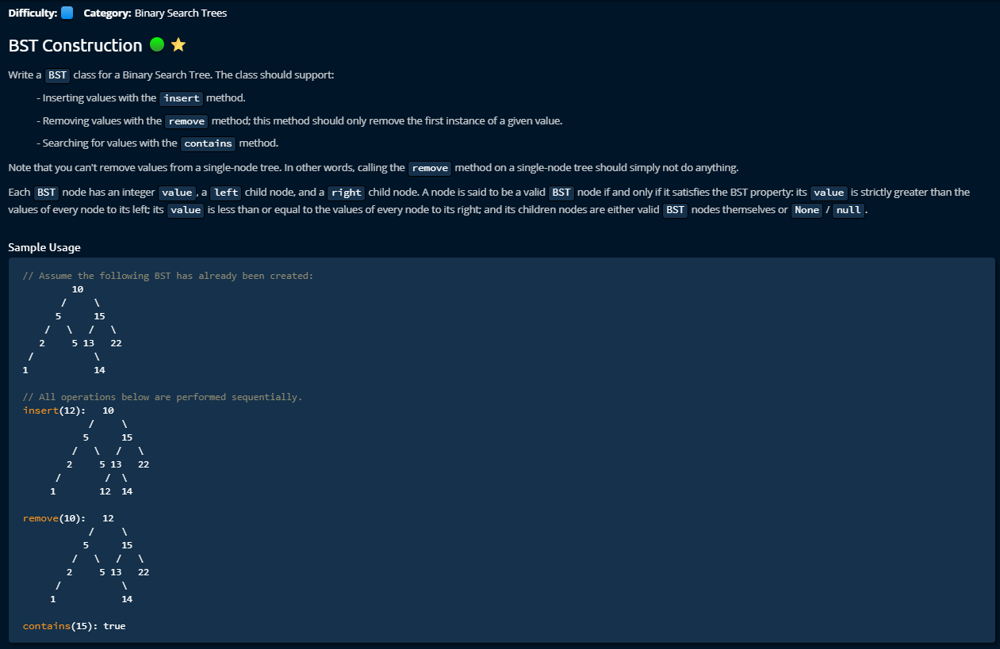 Difficulty: Category: Binary Search Trees
BST Construction
Write a BST class for a Binary Search Tree. The class should support:
- Inserting values with the insert method.
- Removing values with the remove method; this method should only remove the first instance of a given value.
- Searching for values with the contains method.
Note that you can't remove values from a single-node tree. In other words, calling the remove method on a single-node tree should simply not do anything.
Each BST node has an integer value, a left child node, and a right child node. A node is said to be a valid BST node if and only if it satisfies the BST property: its value is strictly greater than the
values of every node to its left; its value is less than or equal to the values of every node to its right; and its children nodes are either valid BST nodes themselves or None / null.
Sample Usage
// Assume the following BST has already been created:
         10
       /     \
      5      15
    /   \   /   \
   2     5 13   22
 /            \
1            14
// All operations below are performed sequentially.
insert(12):   10
            /     \
           5      15
         /   \   /   \
        2     5 13   22
      /        /  \
     1        12  14
remove(10):   12
            /     \
           5      15
         /   \   /   \
        2     5 13   22
      /           \
     1            14
contains(15): true